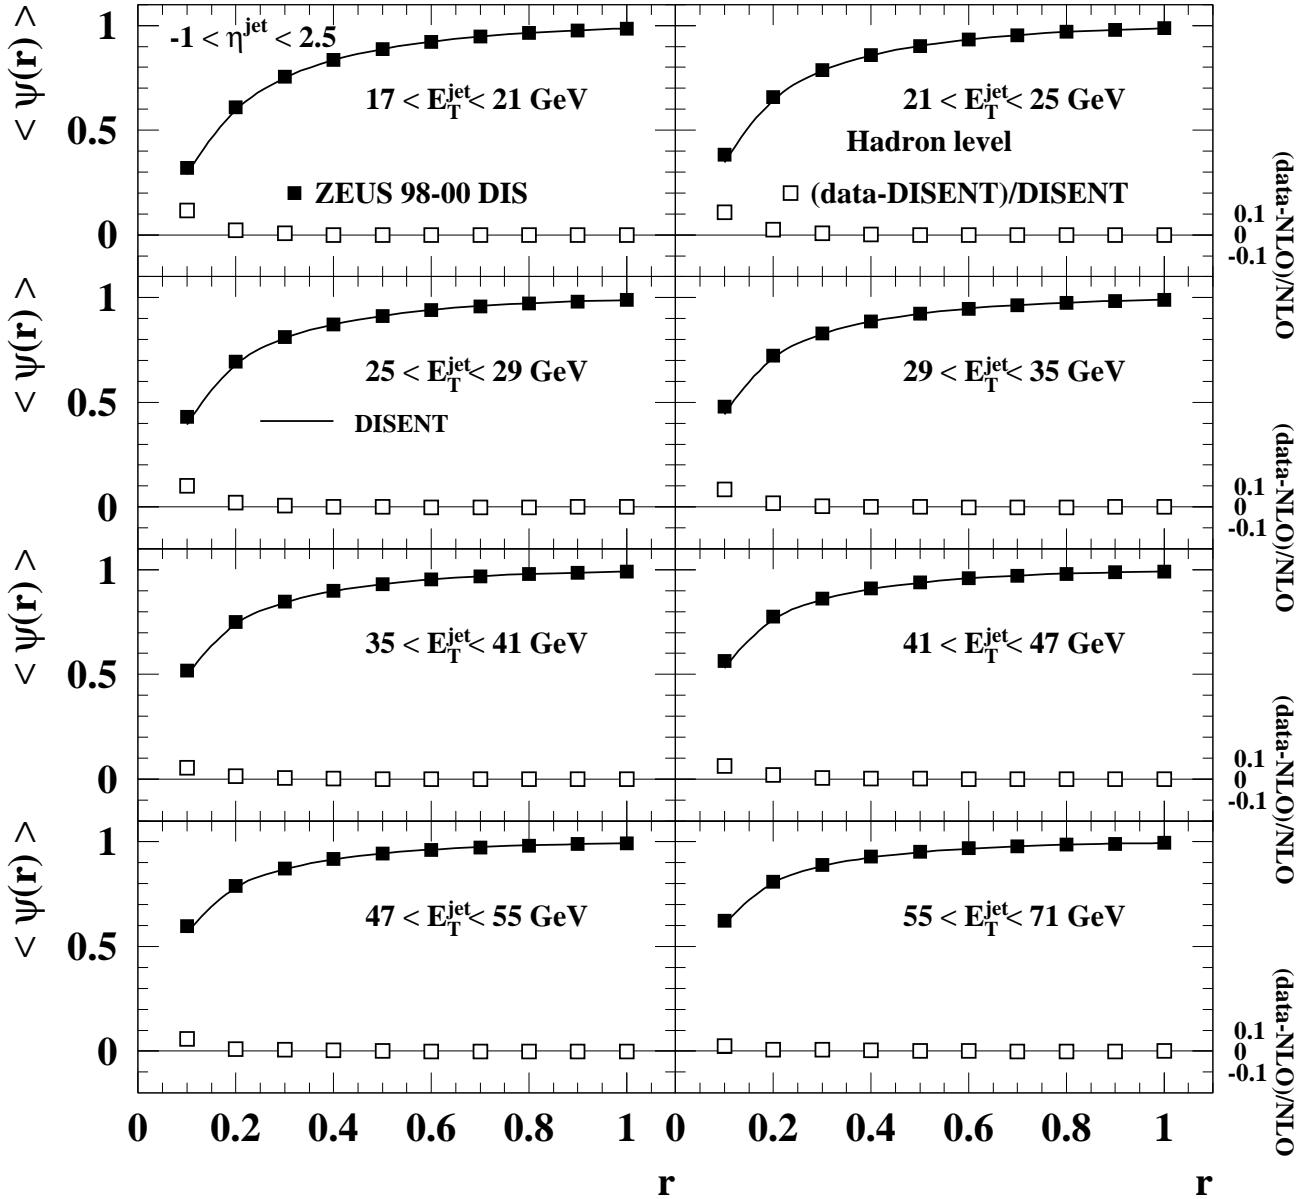 < ψ(r) >
1
0.5
0
-1 < η^jet < 2.5
17 < E_T^jet < 21 GeV
■ ZEUS 98-00 DIS
21 < E_T^jet < 25 GeV
Hadron level
□ (data-DISENT)/DISENT
0.1
0
-0.1
(data-NLO)/NLO
< ψ(r) >
1
0.5
0
25 < E_T^jet < 29 GeV
DISENT
29 < E_T^jet < 35 GeV
0.1
0
-0.1
(data-NLO)/NLO
< ψ(r) >
1
0.5
0
35 < E_T^jet < 41 GeV
41 < E_T^jet < 47 GeV
0.1
0
-0.1
(data-NLO)/NLO
< ψ(r) >
1
0.5
0
47 < E_T^jet < 55 GeV
55 < E_T^jet < 71 GeV
0.1
0
-0.1
(data-NLO)/NLO
0 0.2 0.4 0.6 0.8 1 0 0.2 0.4 0.6 0.8 1
r r